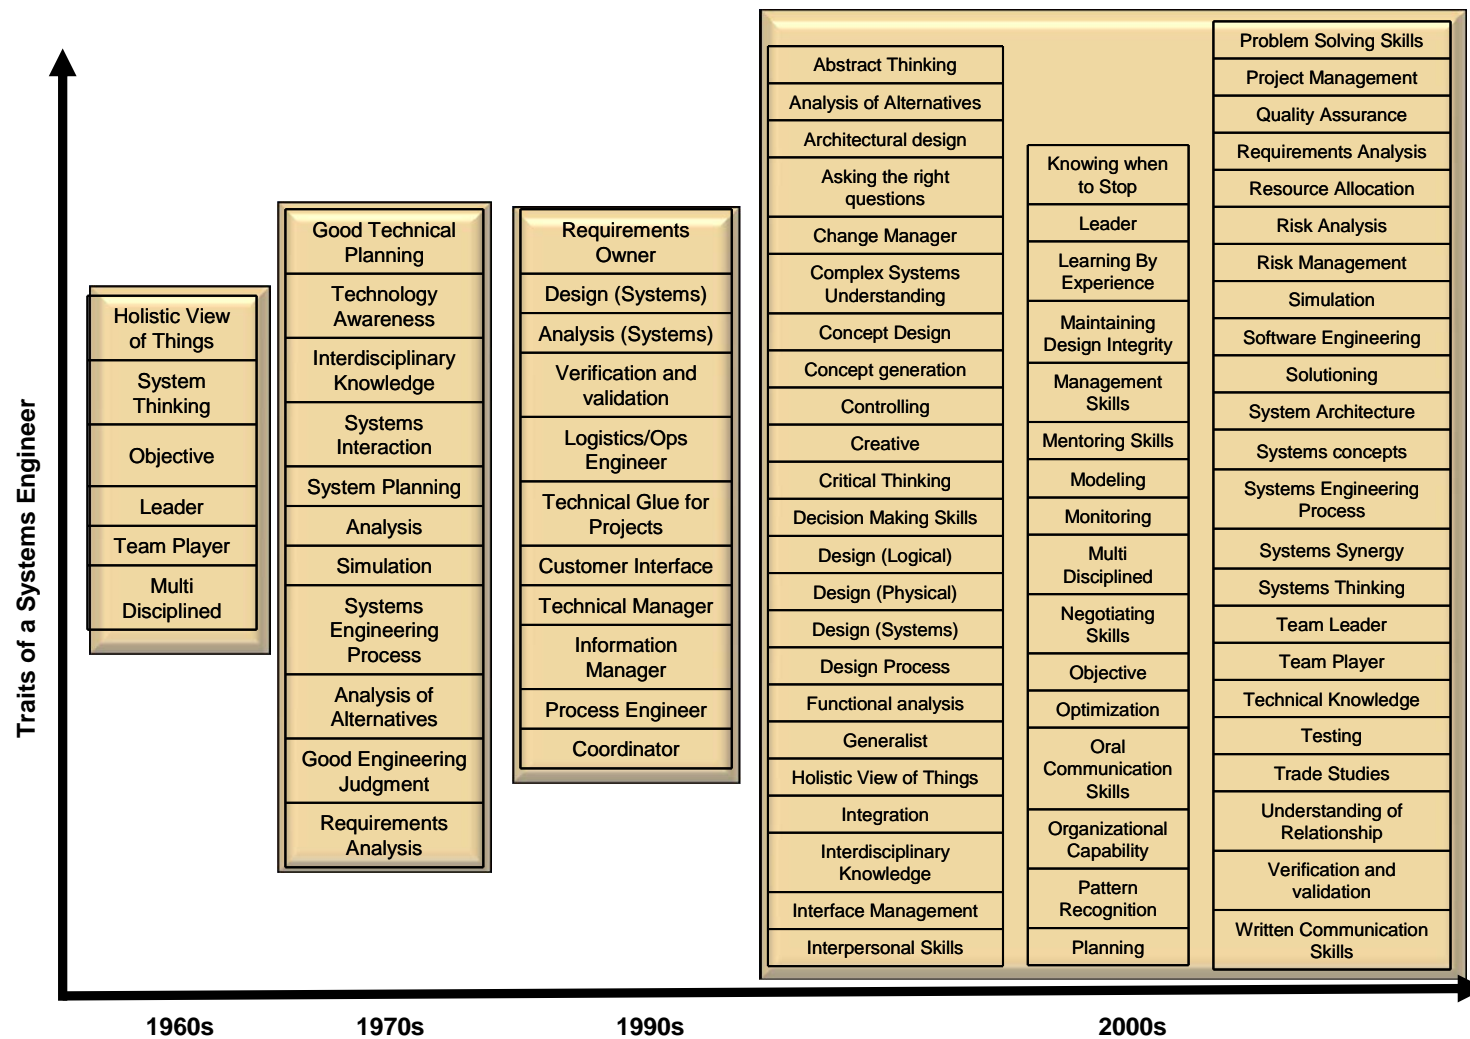 Traits of a Systems Engineer
Holistic View
of Things
System
Thinking
Objective
Leader
Team Player
Multi
Disciplined
Good Technical
Planning
Technology
Awareness
Interdisciplinary
Knowledge
Systems
Interaction
System Planning
Analysis
Simulation
Systems
Engineering
Process
Analysis of
Alternatives
Good Engineering
Judgment
Requirements
Analysis
Requirements
Owner
Design (Systems)
Analysis (Systems)
Verification and
validation
Logistics/Ops
Engineer
Technical Glue for
Projects
Customer Interface
Technical Manager
Information
Manager
Process Engineer
Coordinator
Abstract Thinking
Analysis of Alternatives
Architectural design
Asking the right
questions
Change Manager
Complex Systems
Understanding
Concept Design
Concept generation
Controlling
Creative
Critical Thinking
Decision Making Skills
Design (Logical)
Design (Physical)
Design (Systems)
Design Process
Functional analysis
Generalist
Holistic View of Things
Integration
Interdisciplinary
Knowledge
Interface Management
Interpersonal Skills
Knowing when
to Stop
Leader
Learning By
Experience
Maintaining
Design Integrity
Management
Skills
Mentoring Skills
Modeling
Monitoring
Multi
Disciplined
Negotiating
Skills
Objective
Optimization
Oral
Communication
Skills
Organizational
Capability
Pattern
Recognition
Planning
Problem Solving Skills
Project Management
Quality Assurance
Requirements Analysis
Resource Allocation
Risk Analysis
Risk Management
Simulation
Software Engineering
Solutioning
System Architecture
Systems concepts
Systems Engineering
Process
Systems Synergy
Systems Thinking
Team Leader
Team Player
Technical Knowledge
Testing
Trade Studies
Understanding of
Relationship
Verification and
validation
Written Communication
Skills
1960s
1970s
1990s
2000s